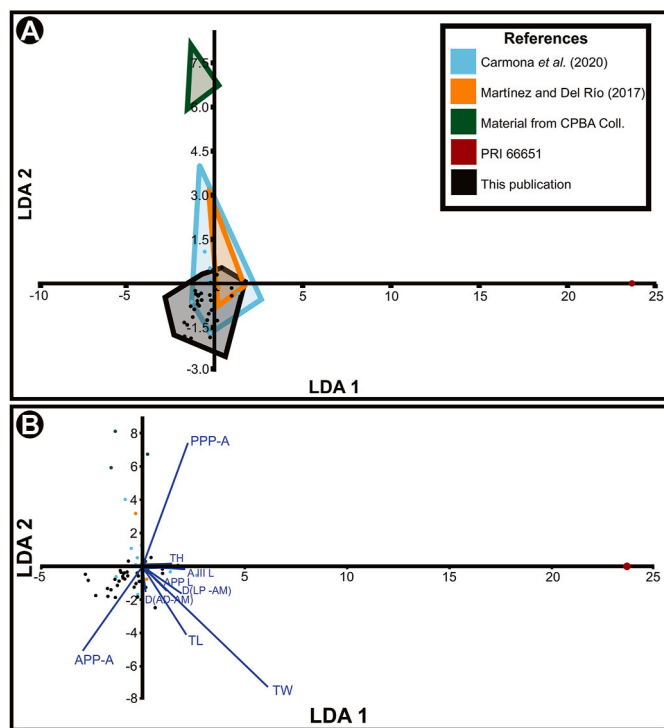 A
References
Carmona et al. (2020)
Martínez and Del Río (2017)
Material from CPBA Coll.
PRI 66651
This publication
LDA 2
7.5
6.0
4.5
3.0
1.5
-1.5
-3.0
-10 -5 5 10 15 20 25
LDA 1
B
LDA 2
8
6
4
2
-2
-4
-6
-8
-5 5 10 15 20 25
PPP-A
TH
A.III L
APP L
D(LP -AM)
D(AD-AM)
TL
APP-A
TW
LDA 1